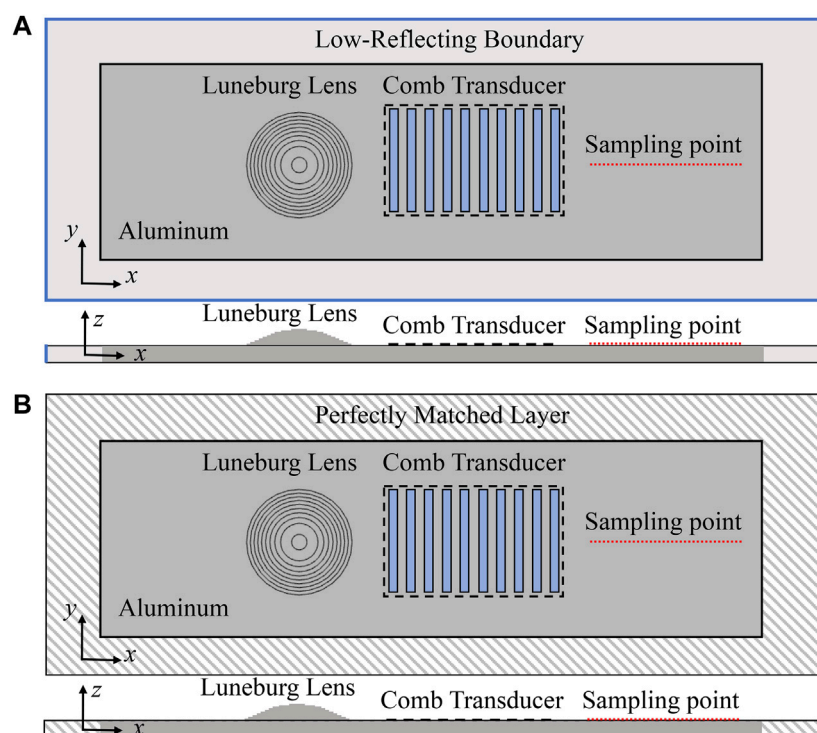 A
Low-Reflecting Boundary
Luneburg Lens Comb Transducer
Sampling point
Aluminum
y
x
Luneburg Lens
z
Comb Transducer Sampling point
x
B
Perfectly Matched Layer
Luneburg Lens Comb Transducer
Sampling point
Aluminum
y
x
Luneburg Lens
z
Comb Transducer Sampling point
x